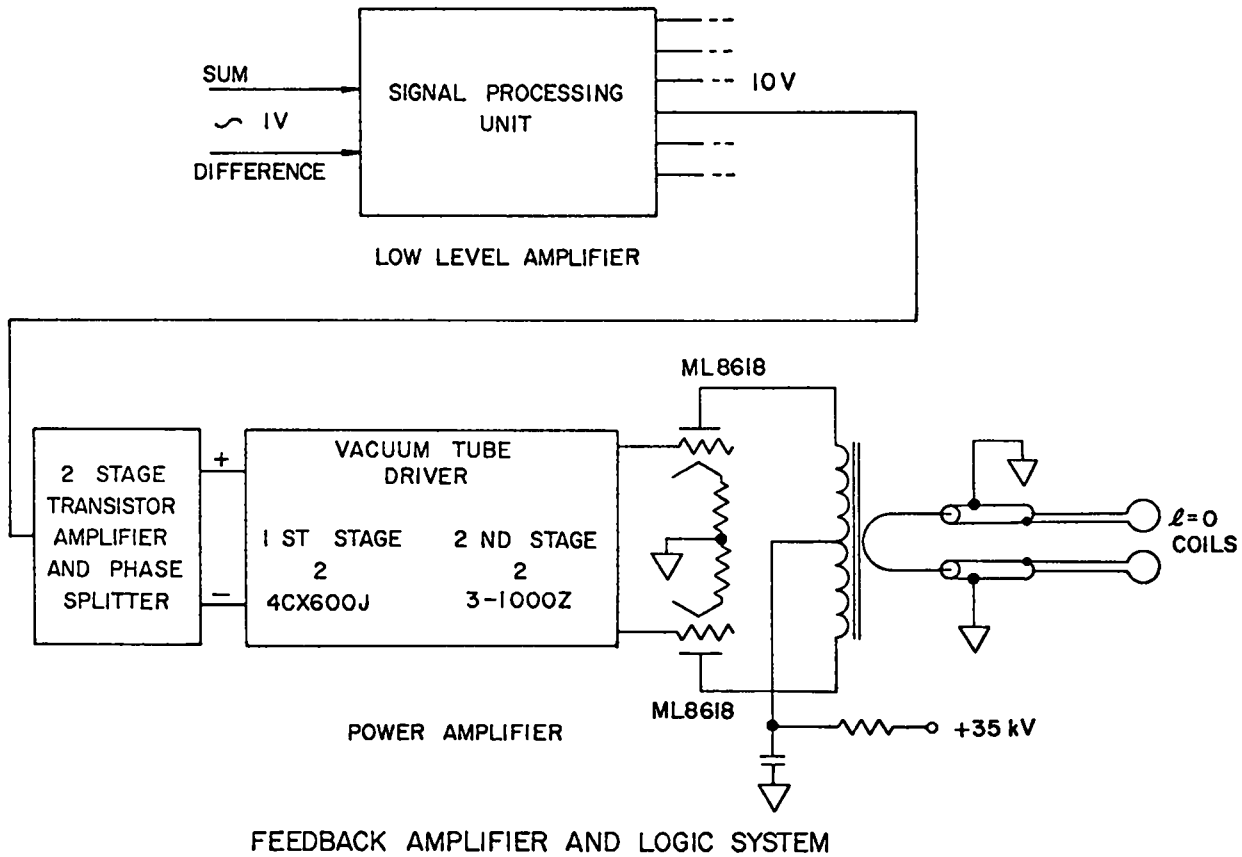 SUM
~ 1V
DIFFERENCE
SIGNAL PROCESSING
UNIT
10V
LOW LEVEL AMPLIFIER
ML8618
2 STAGE
TRANSISTOR
AMPLIFIER
AND PHASE
SPLITTER
+
−
VACUUM TUBE
DRIVER
1 ST STAGE
2
4CX600J
2 ND STAGE
2
3-1000Z
ℓ=0
COILS
ML8618
+35 kV
POWER AMPLIFIER
FEEDBACK AMPLIFIER AND LOGIC SYSTEM